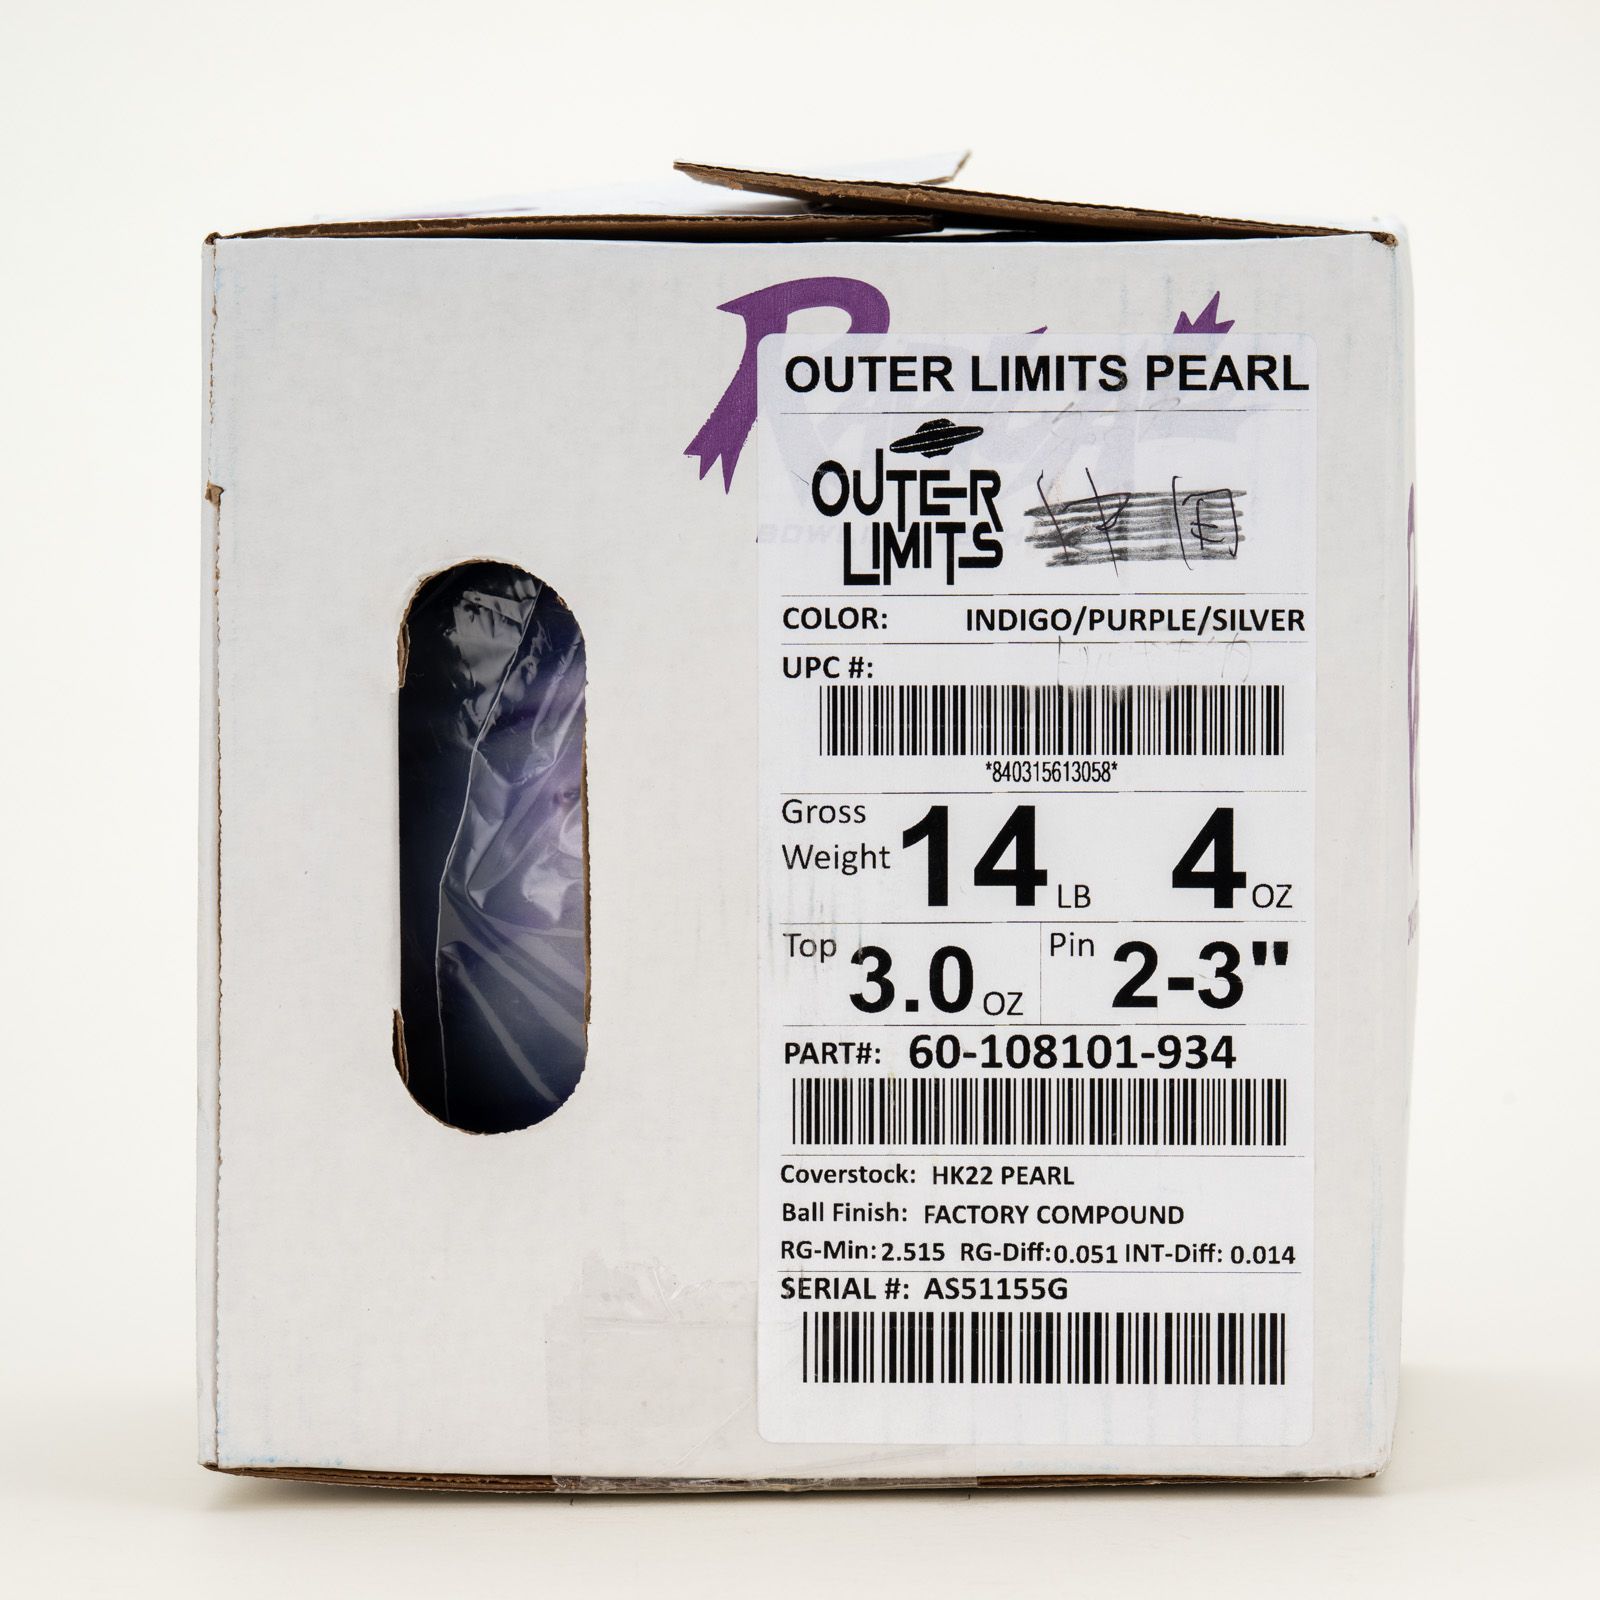 OUTER LIMITS PEARL
OUTER
LIMITS
COLOR: INDIGO/PURPLE/SILVER
UPC #:
*840315613058*
Gross
Weight 14 LB 4 OZ
Top 3.0 OZ Pin 2-3"
PART#: 60-108101-934
Coverstock: HK22 PEARL
Ball Finish: FACTORY COMPOUND
RG-Min: 2.515 RG-Diff: 0.051 INT-Diff: 0.014
SERIAL #: AS51155G